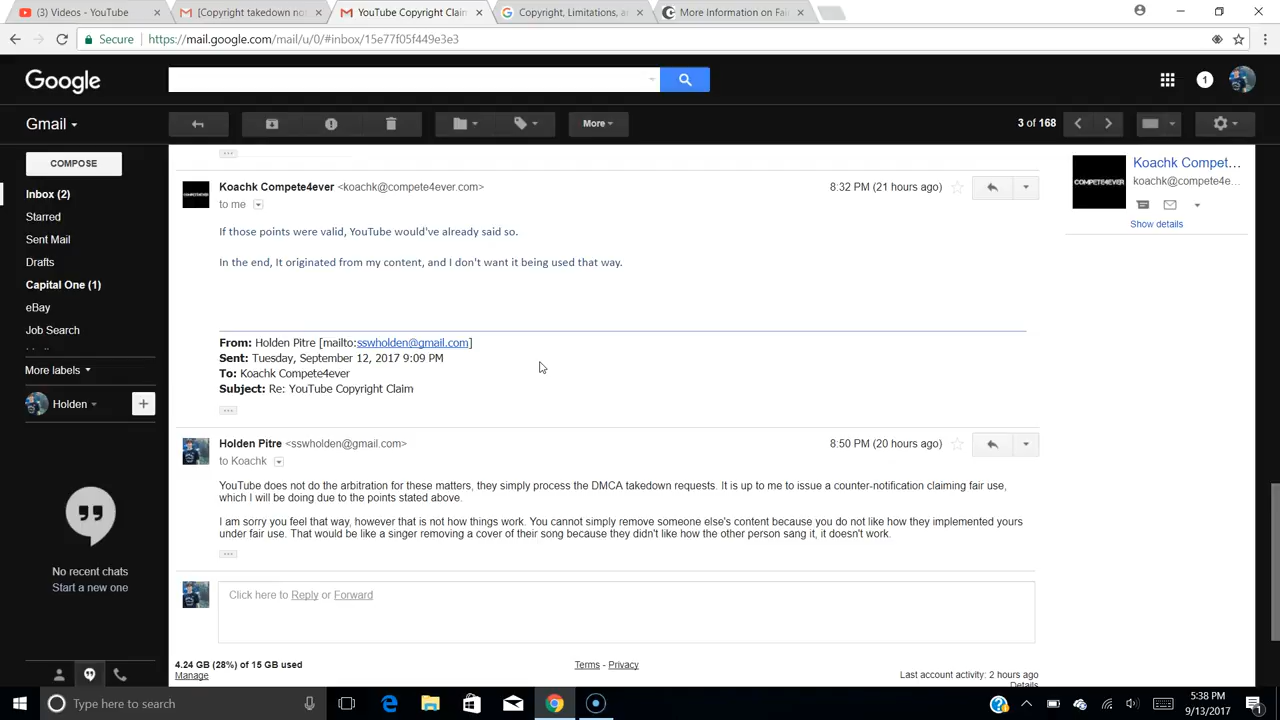 (3) Videos - YouTube
[Copyright takedown no
YouTube Copyright Clai
Copyright, Limitations, a
More Information on Fai
Secure
https://mail.google.com/mail/u/0/#inbox/15e77f05f449e3e3
Google
1
Gmail
More
3 of 168
COMPOSE
Inbox (2)
Starred
Sent Mail
Drafts
Capital One (1)
eBay
Job Search
More labels
Holden
No recent chats
Start a new one
Koachk Compete4ever <koachk@compete4ever.com>
8:32 PM (21 hours ago)
to me
If those points were valid, YouTube would've already said so.
In the end, It originated from my content, and I don't want it being used that way.
From: Holden Pitre [mailto:sswholden@gmail.com]
Sent: Tuesday, September 12, 2017 9:09 PM
To: Koachk Compete4ever
Subject: Re: YouTube Copyright Claim
Holden Pitre <sswholden@gmail.com>
8:50 PM (20 hours ago)
to Koachk
YouTube does not do the arbitration for these matters, they simply process the DMCA takedown requests. It is up to me to issue a counter-notification claiming fair use,
which I will be doing due to the points stated above.
I am sorry you feel that way, however that is not how things work. You cannot simply remove someone else's content because you do not like how they implemented yours
under fair use. That would be like a singer removing a cover of their song because they didn't like how the other person sang it, it doesn't work.
Click here to Reply or Forward
4.24 GB (28%) of 15 GB used
Manage
Terms - Privacy
Last account activity: 2 hours ago
Details
COMPETE4EVER
Koachk Compet...
koachk@compete4e...
Show details
Type here to search
5:38 PM
9/13/2017